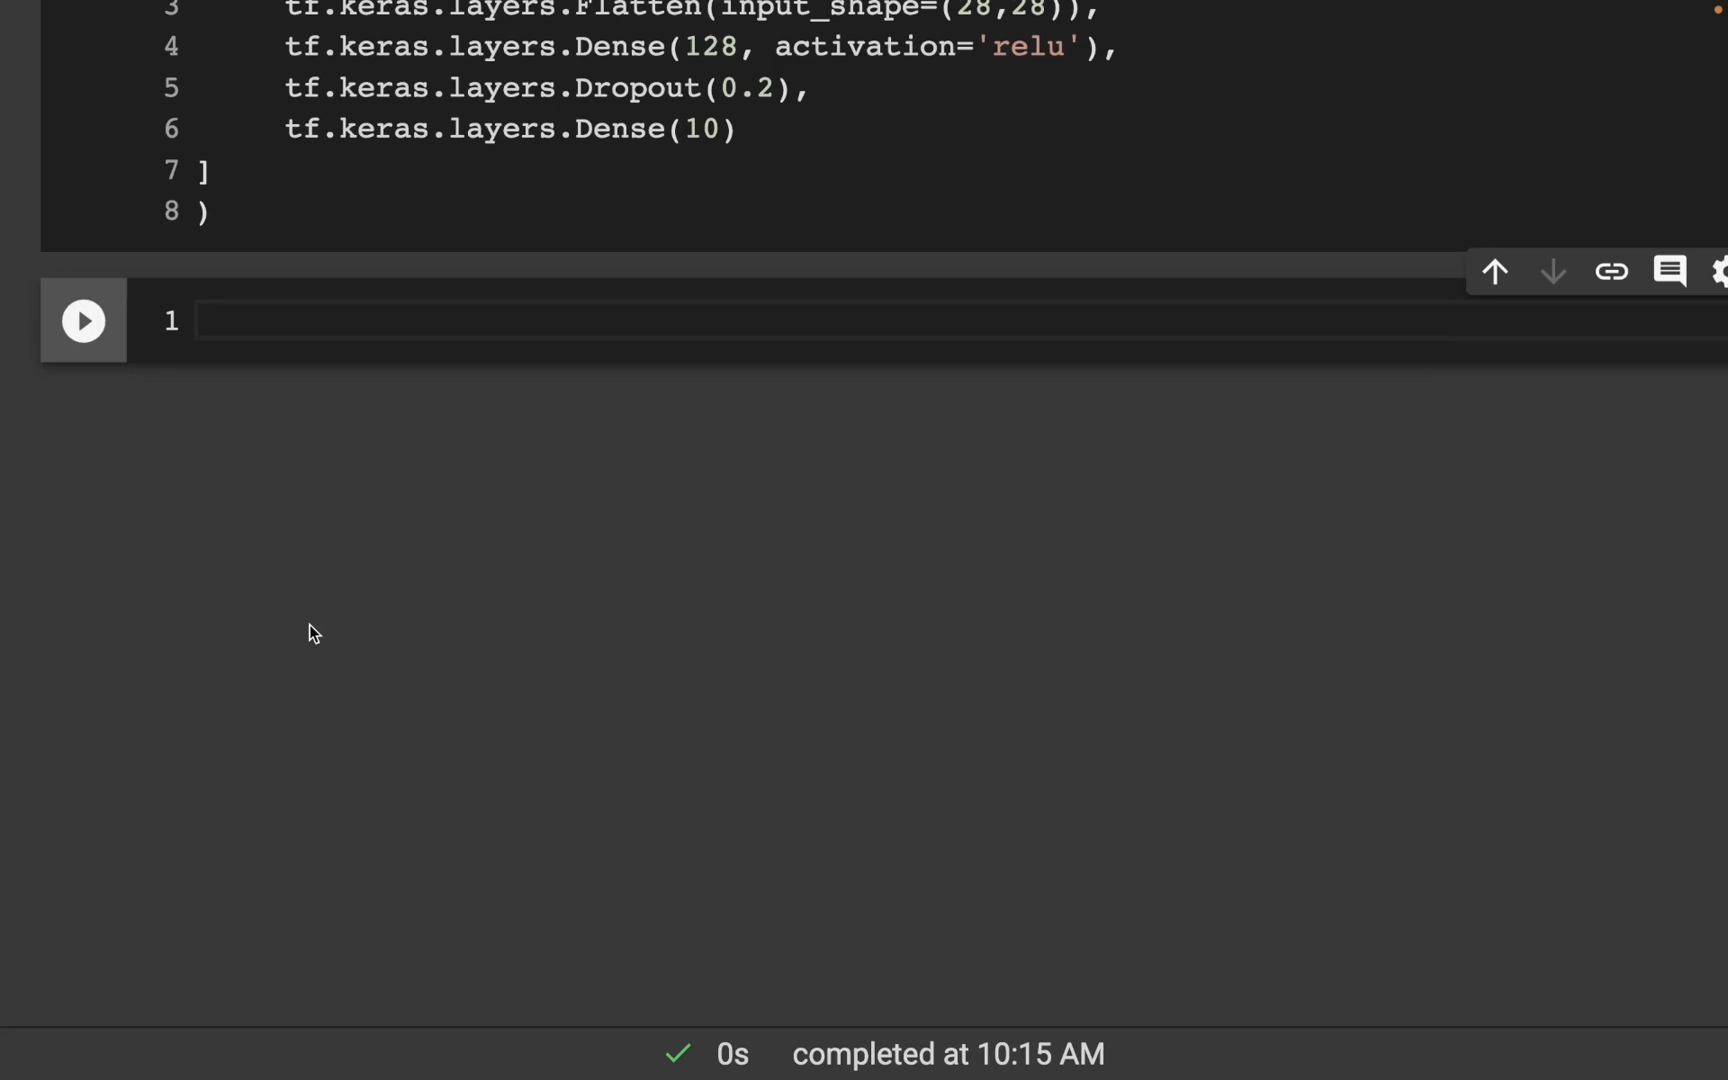 3 tf.keras.layers.Flatten(input_shape=(28,28)),
4 tf.keras.layers.Dense(128, activation='relu'),
5 tf.keras.layers.Dropout(0.2),
6 tf.keras.layers.Dense(10)
7 ]
8 )
1
0s completed at 10:15 AM